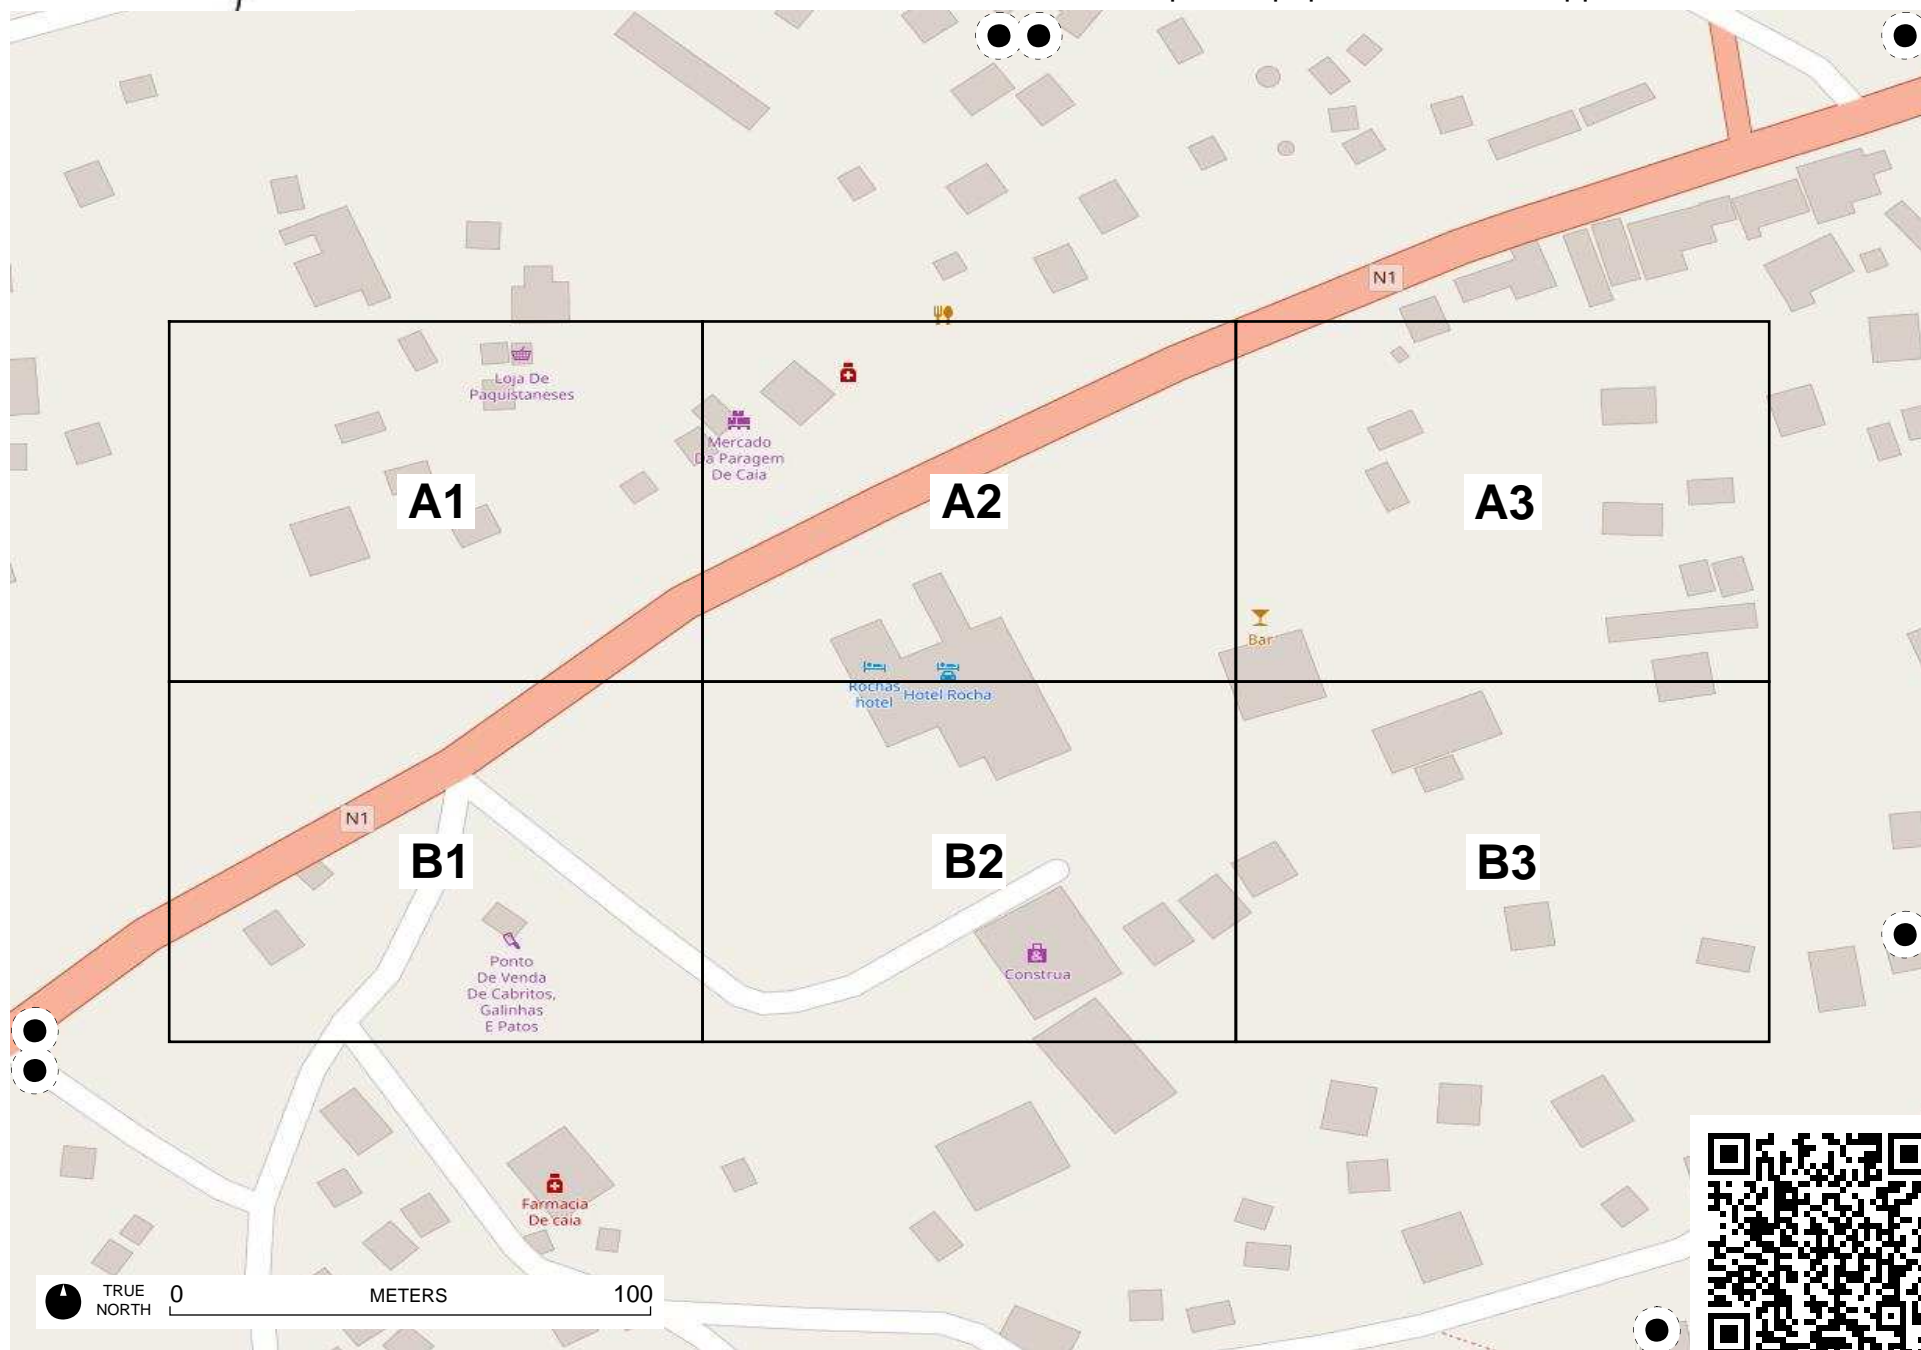 N1
Loja De
Paquistaneses
Mercado
Da Paragem
De Caia
A1
A2
A3
Bar
Rochas
hotel
Hotel Rocha
N1
B1
B2
B3
Ponto
De Venda
De Cabritos,
Galinhas
E Patos
Construa
Farmacia
De caia
TRUE
NORTH
0
METERS
100